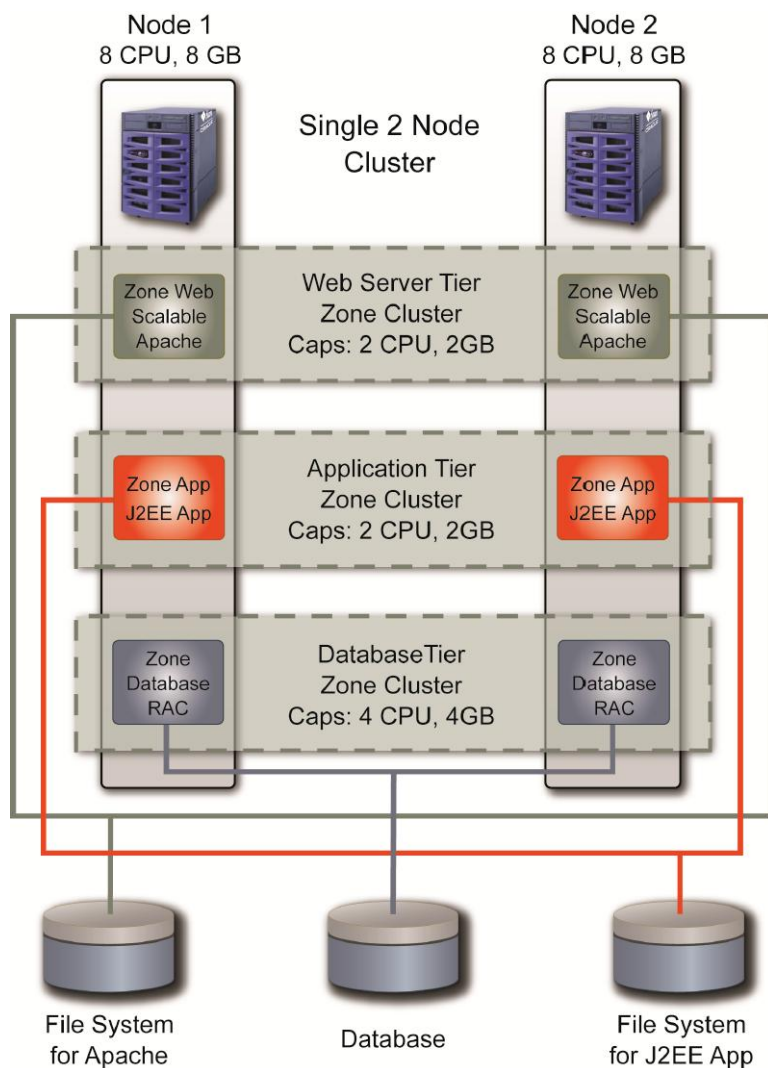 Node 1
8 CPU, 8 GB
Node 2
8 CPU, 8 GB
Single 2 Node
Cluster
Zone Web
Scalable
Apache
Web Server Tier
Zone Cluster
Caps: 2 CPU, 2GB
Zone Web
Scalable
Apache
Zone App
J2EE App
Application Tier
Zone Cluster
Caps: 2 CPU, 2GB
Zone App
J2EE App
Zone
Database
RAC
DatabaseTier
Zone Cluster
Caps: 4 CPU, 4GB
Zone
Database
RAC
File System
for Apache
Database
File System
for J2EE App